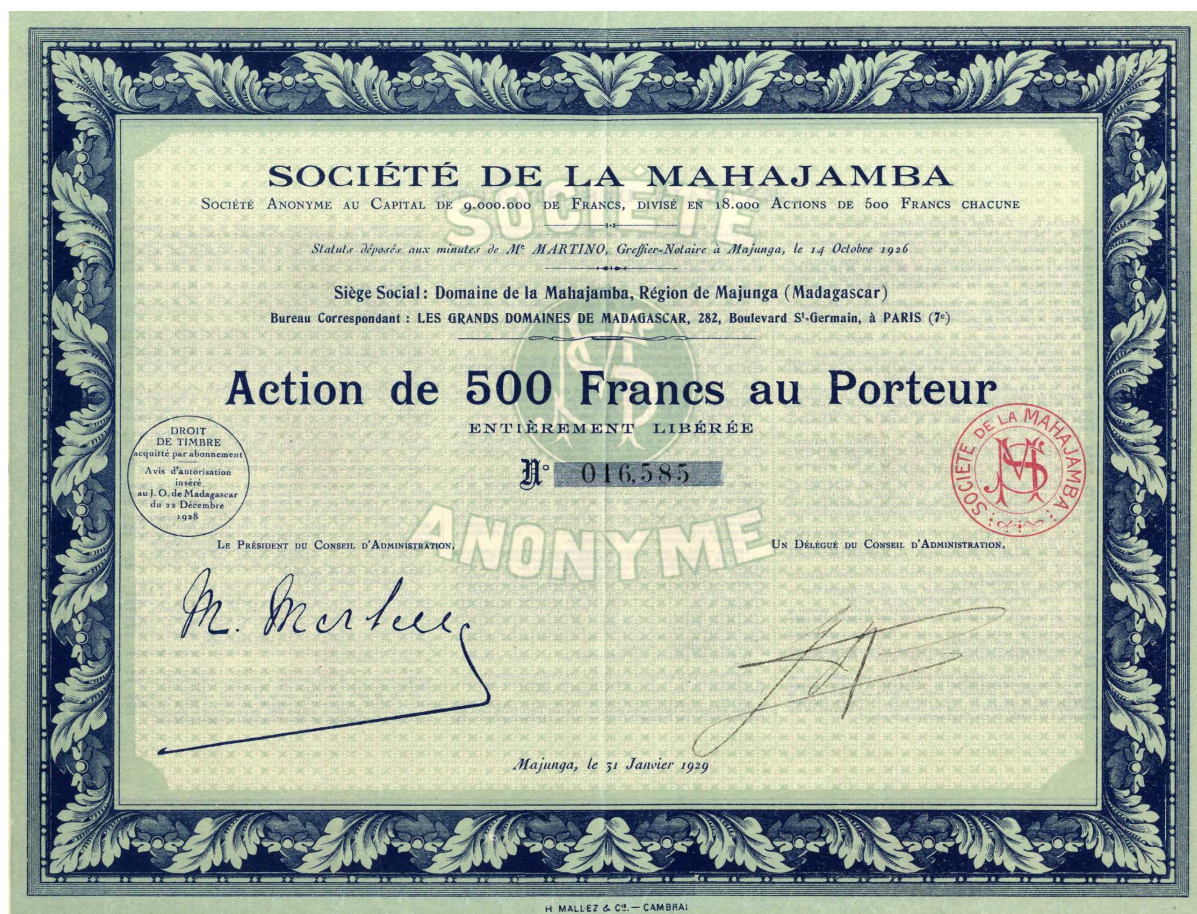 SOCIÉTÉ DE LA MAHAJAMBA
SOCIÉTÉ ANONYME AU CAPITAL DE 9.000.000 DE FRANCS, DIVISÉ EN 18.000 ACTIONS DE 500 FRANCS CHACUNE
Statuts déposés aux minutes de Me MARTINO, Greffier-Notaire à Majunga, le 14 Octobre 1926
Siège Social : Domaine de la Mahajamba, Région de Majunga (Madagascar)
Bureau Correspondant : LES GRANDS DOMAINES DE MADAGASCAR, 282, Boulevard St-Germain, à PARIS (7e)
SOCIÉTÉ
Action de 500 Francs au Porteur
ENTIÈREMENT LIBÉRÉE
No 016,585
DROIT
DE TIMBRE
acquitté par abonnement
Avis d'autorisation
inséré
au J. O. de Madagascar
du 22 Décembre
1928
SOCIÉTÉ DE LA MAHAJAMBA
ANONYME
LE PRÉSIDENT DU CONSEIL D'ADMINISTRATION,
UN DÉLÉGUÉ DU CONSEIL D'ADMINISTRATION,
Majunga, le 31 Janvier 1929
H. MALLEZ & Cie. — CAMBRAI